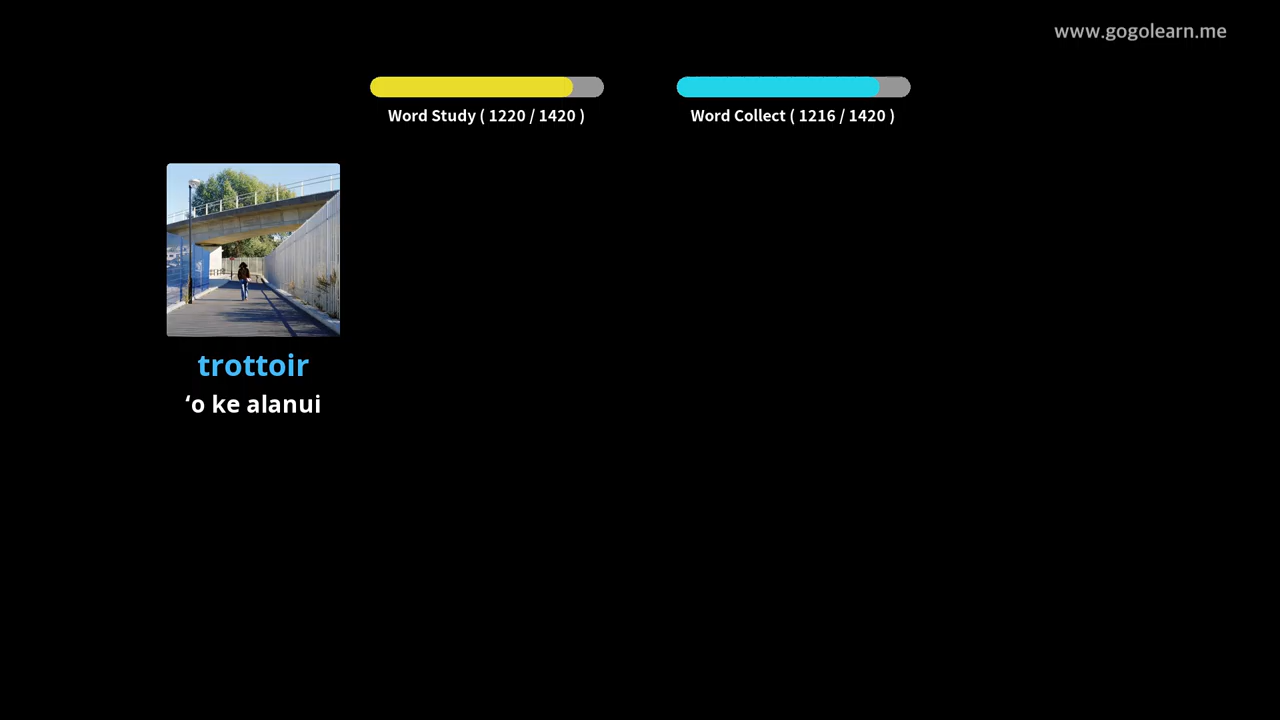 www.gogolearn.me
Word Study ( 1220 / 1420 )
Word Collect ( 1216 / 1420 )
trottoir
ʻo ke alanui